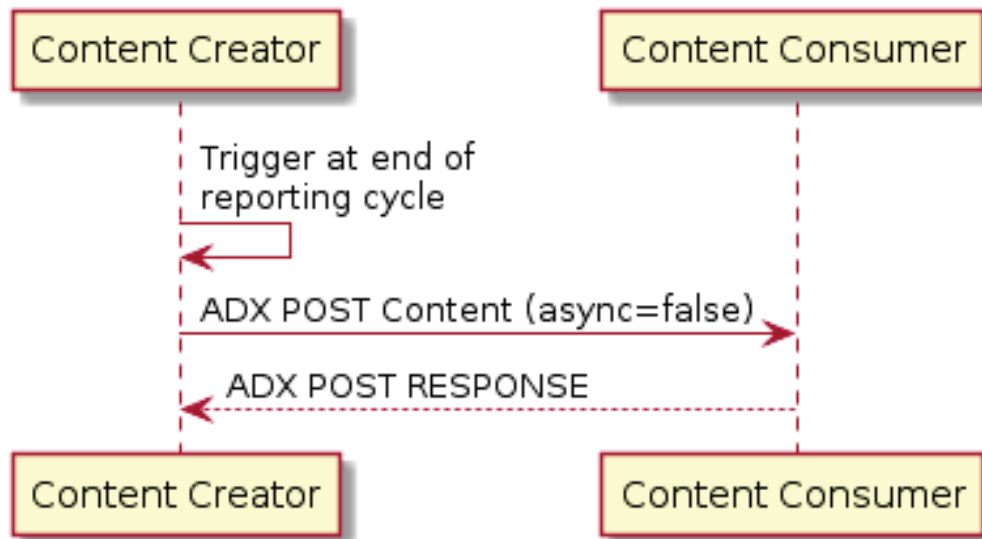 Content Creator
Content Consumer
Trigger at end of
reporting cycle
ADX POST Content (async=false)
ADX POST RESPONSE
Content Creator
Content Consumer